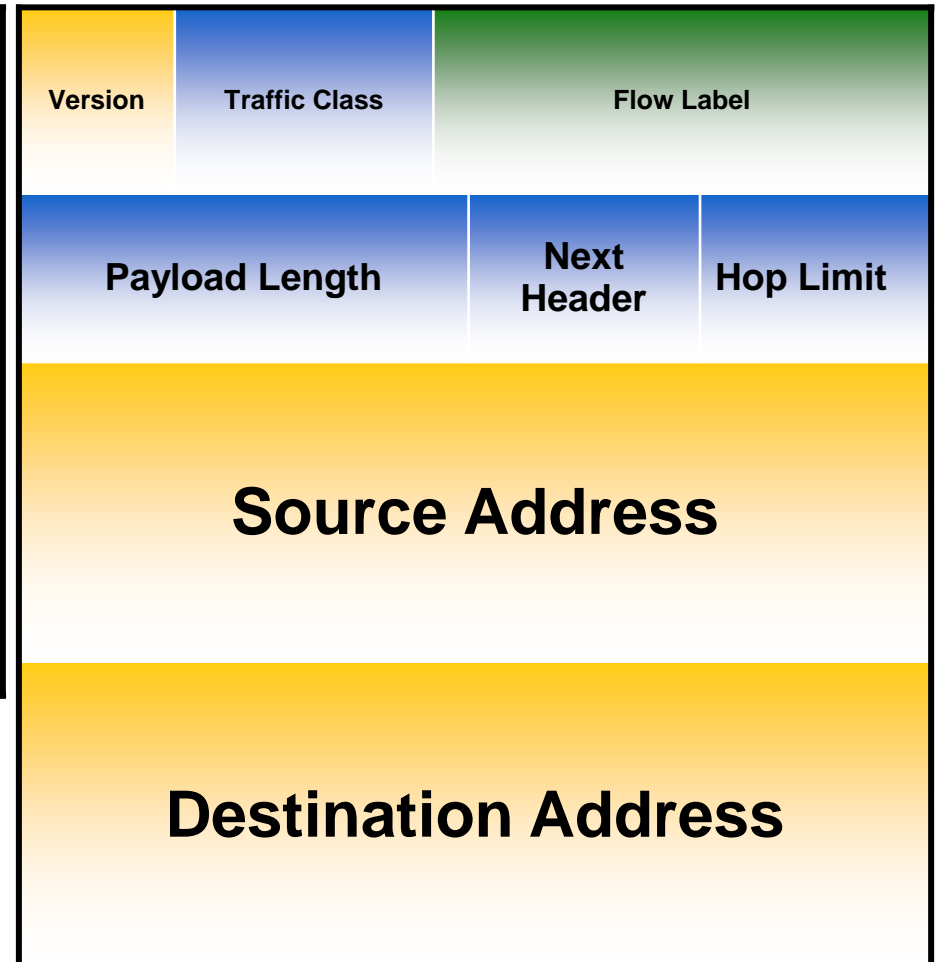 Version
Traffic Class
Flow Label
Payload Length
Next
Header
Hop Limit
Source Address
Destination Address